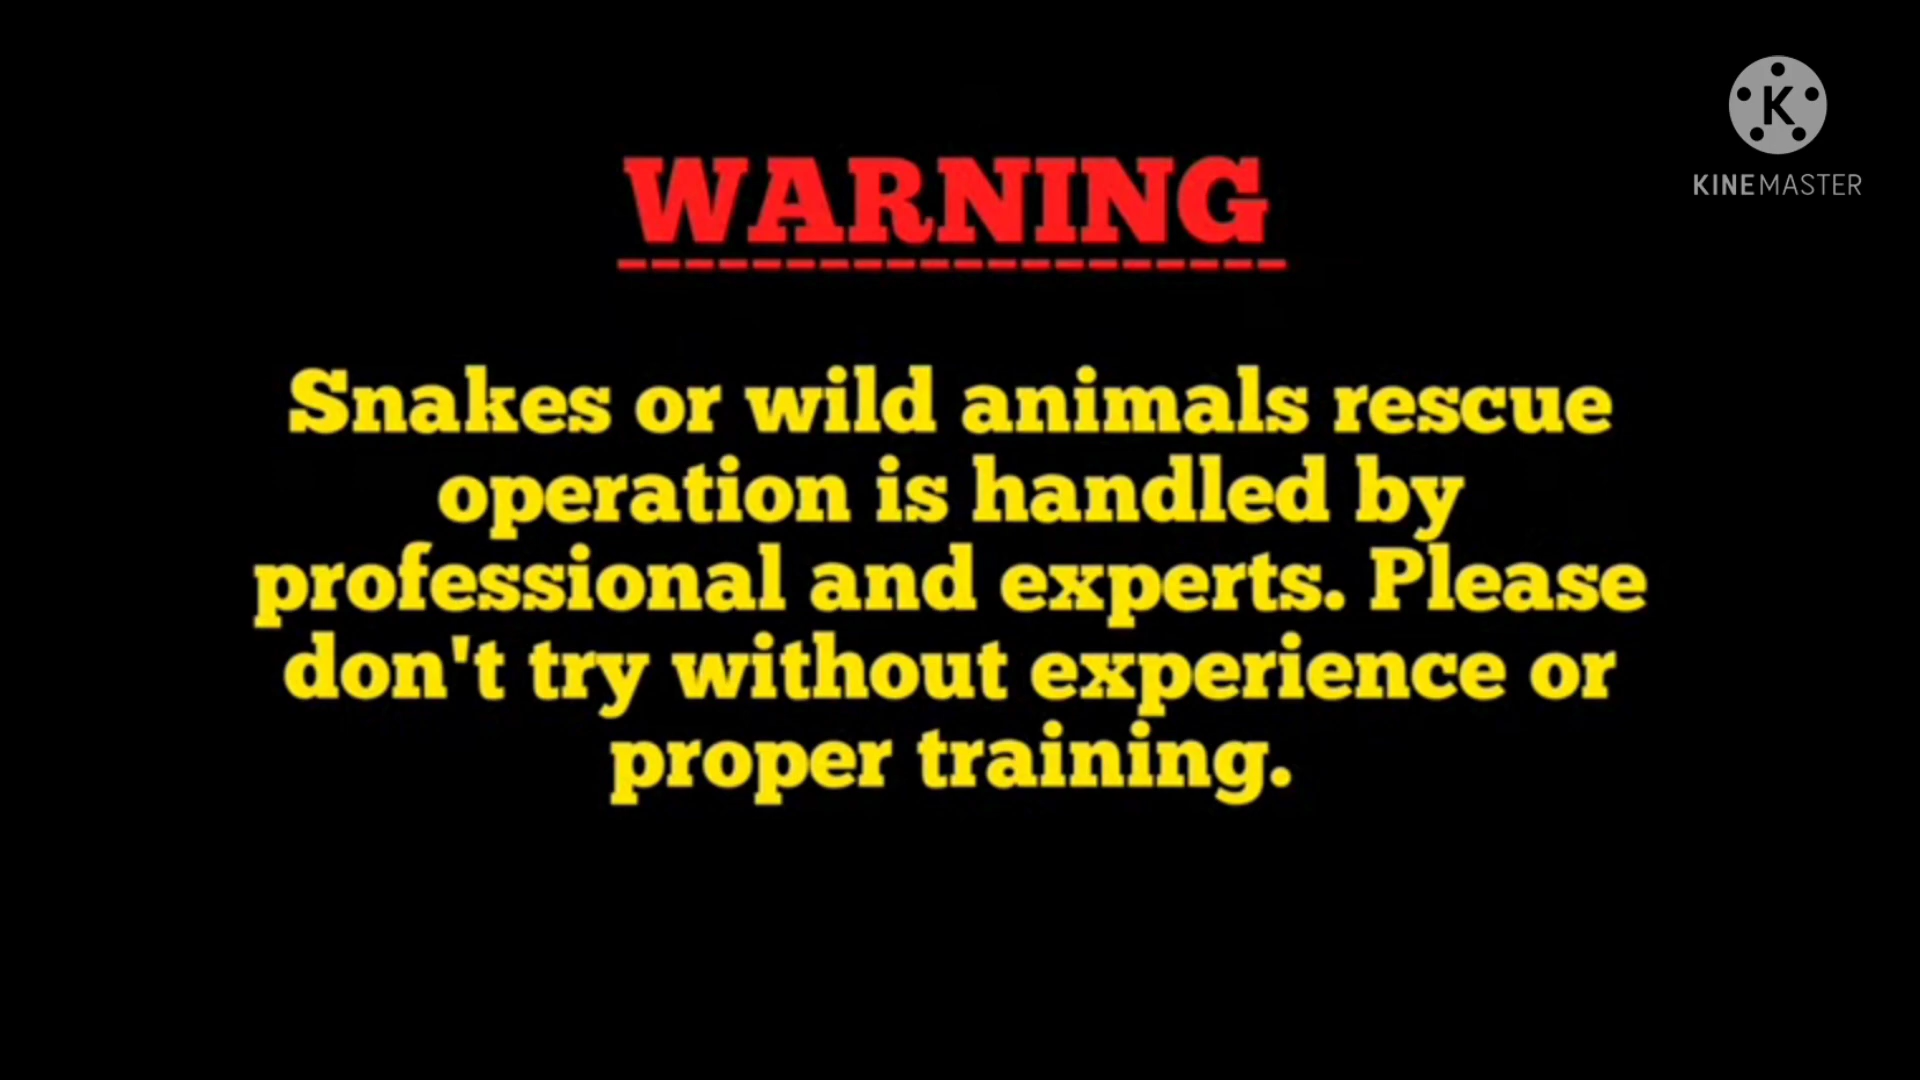 K
KINEMASTER
WARNING
--------------------
Snakes or wild animals rescue
operation is handled by
professional and experts. Please
don't try without experience or
proper training.